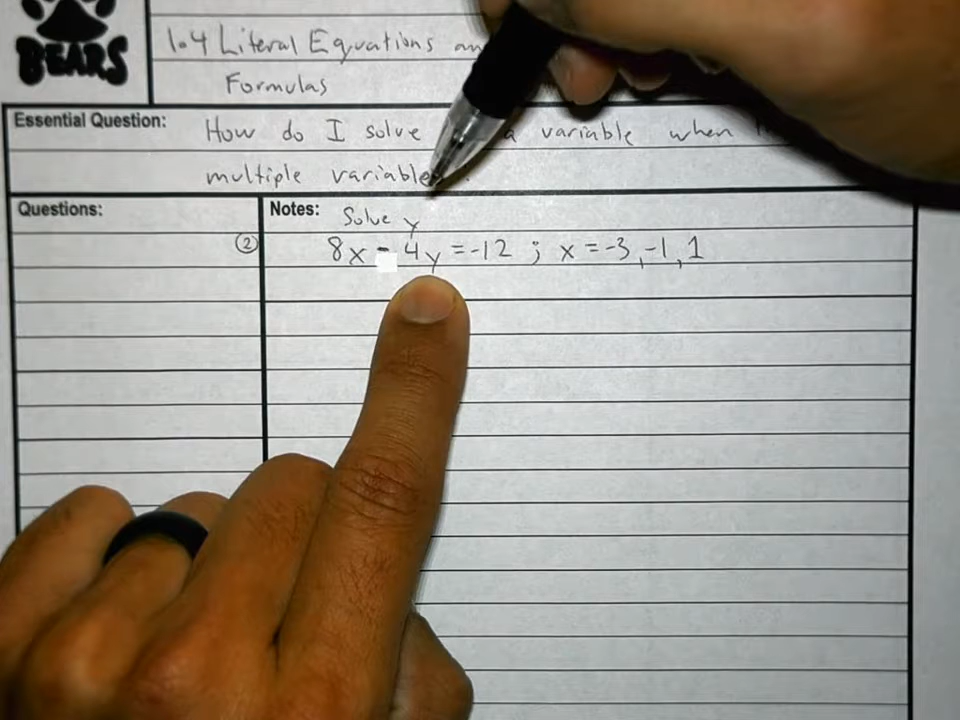 BEARS
1.4 Literal Equations an
Formulas
Essential Question: How do I solve a variable when
multiple variables.
Questions:
Notes: Solve y
② 8x - 4y = -12 ; x = -3, -1, 1